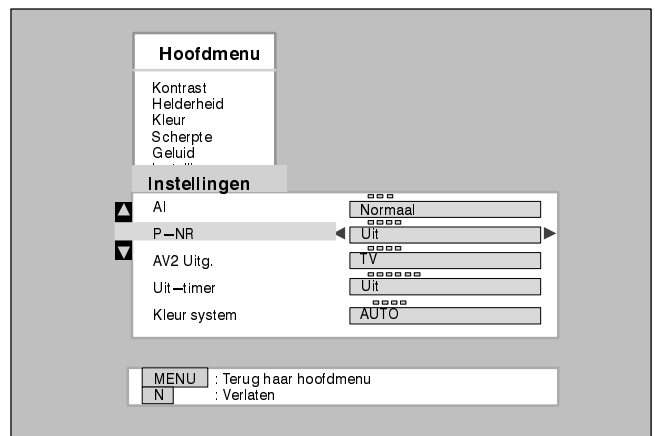 Hoofdmenu
Kontrast
Helderheid
Kleur
Scherpte
Geluid
Instellingen
AI Normaal
P–NR Uit
AV2 Uitg. TV
Uit–timer Uit
Kleur system AUTO
MENU : Terug haar hoofdmenu
N : Verlaten